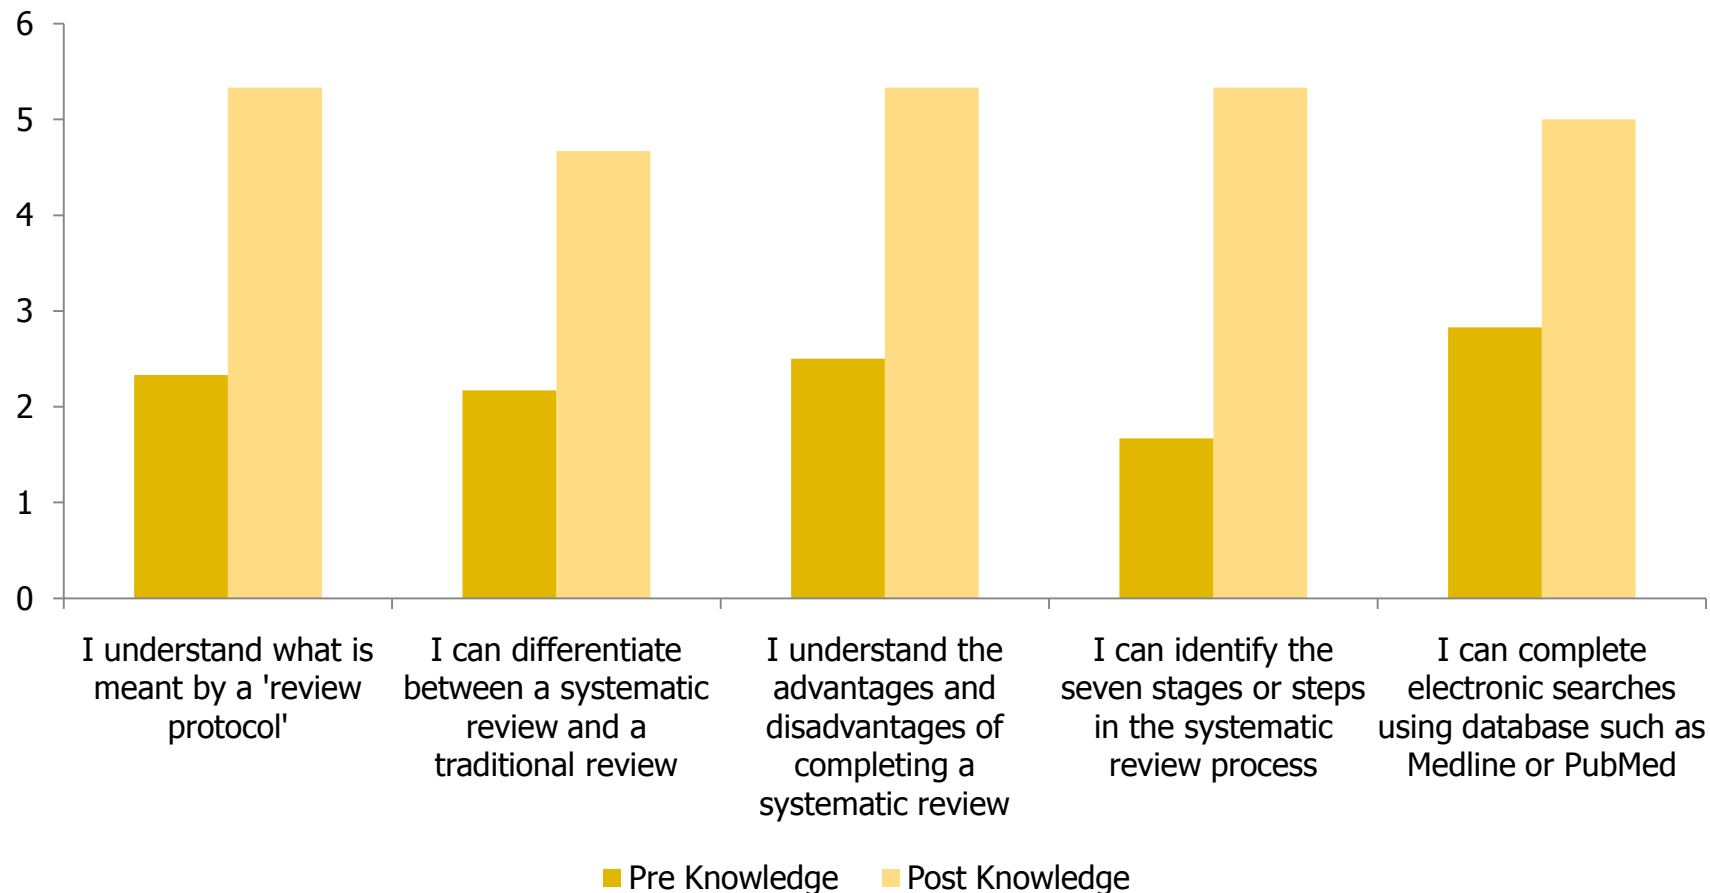 6
5
4
3
2
1
0
I understand what is
meant by a 'review
protocol'
I can differentiate
between a systematic
review and a
traditional review
I understand the
advantages and
disadvantages of
completing a
systematic review
I can identify the
seven stages or steps
in the systematic
review process
I can complete
electronic searches
using database such as
Medline or PubMed
Pre Knowledge
Post Knowledge